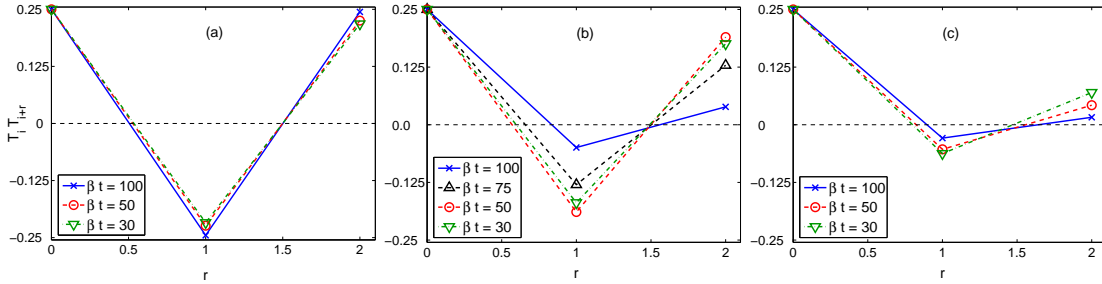 (a)
T_i T_{i+r}
0.25
0.125
0
−0.125
−0.25
β t = 100
β t = 50
β t = 30
0 0.5 1 1.5 2
r
(b)
0.25
0.125
0.0
−0.125
−0.25
β t = 100
β t = 75
β t = 50
β t = 30
0 0.5 1 1.5 2
r
(c)
0.25
0.125
0.0
−0.125
−0.25
β t = 100
β t = 50
β t = 30
0 0.5 1 1.5 2
r